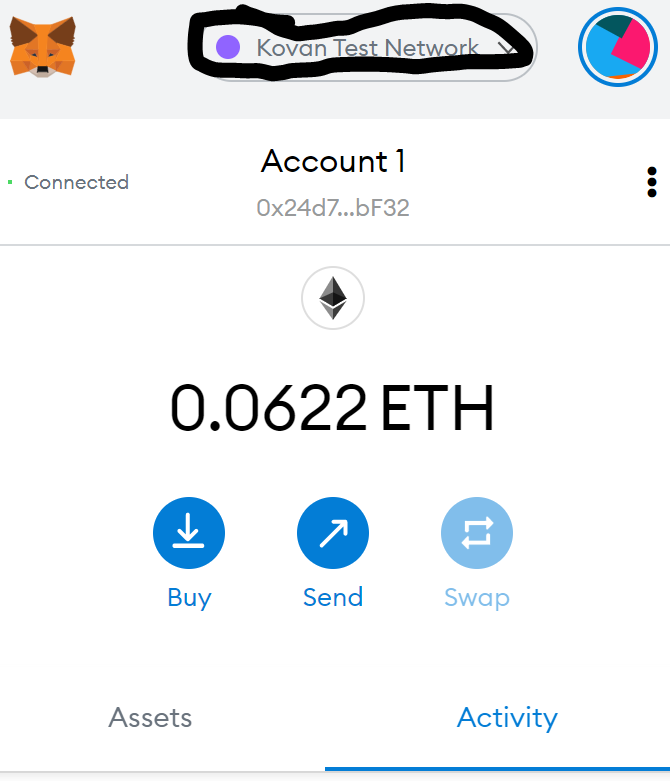 Kovan Test Network
Account 1
Connected
0x24d7...bF32
0.0622 ETH
Buy Send Swap
Assets Activity